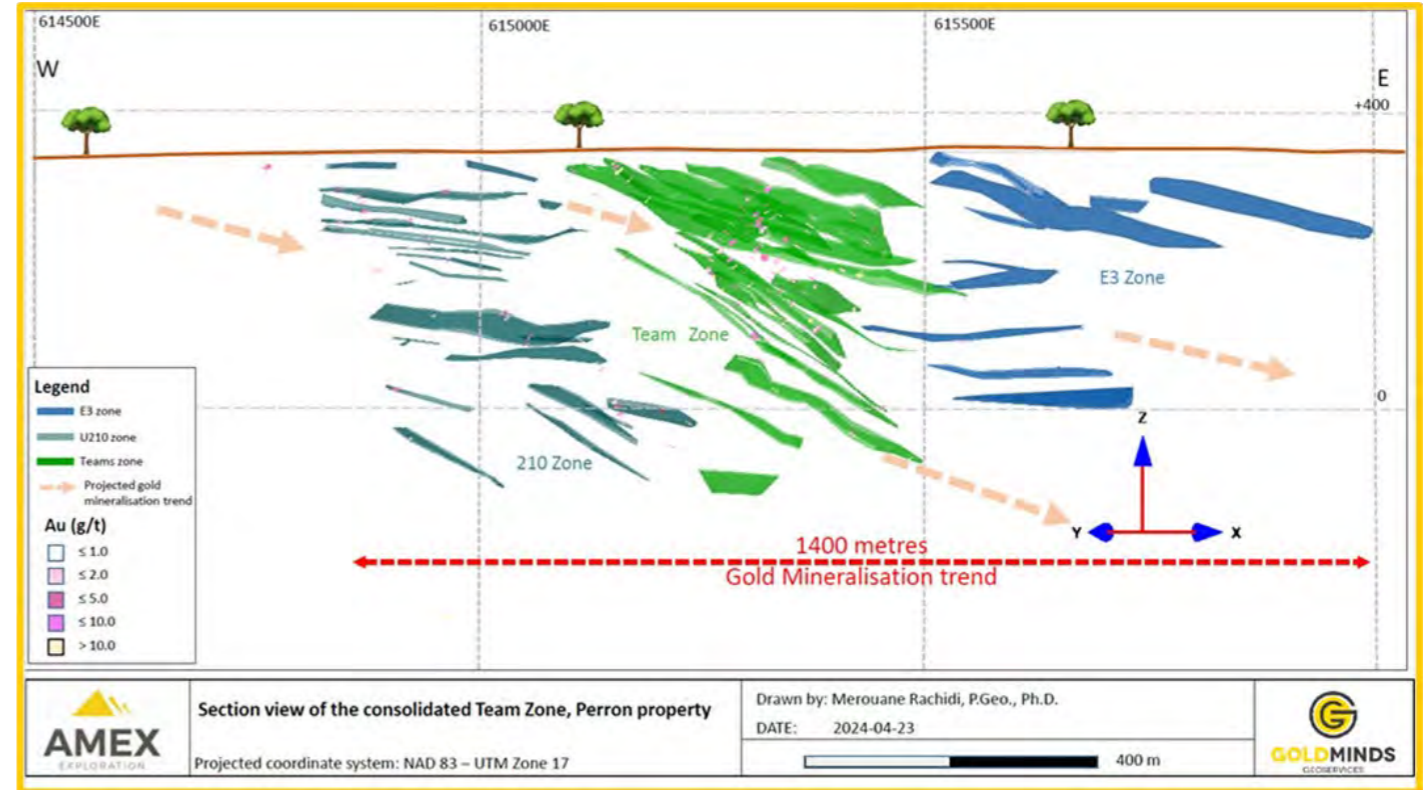 614500E
615000E
615500E
W
E
+400
E3 Zone
Team Zone
0
210 Zone
Legend
E3 zone
U210 zone
Teams zone
Projected gold
mineralisation trend
Au (g/t)
≤ 1.0
≤ 2.0
≤ 5.0
≤ 10.0
> 10.0
Z
Y
X
1400 metres
Gold Mineralisation trend
AMEX
EXPLORATION
Section view of the consolidated Team Zone, Perron property
Projected coordinate system: NAD 83 – UTM Zone 17
Drawn by: Merouane Rachidi, P.Geo., Ph.D.
DATE: 2024-04-23
400 m
G
GOLDMINDS
GEOSERVICES